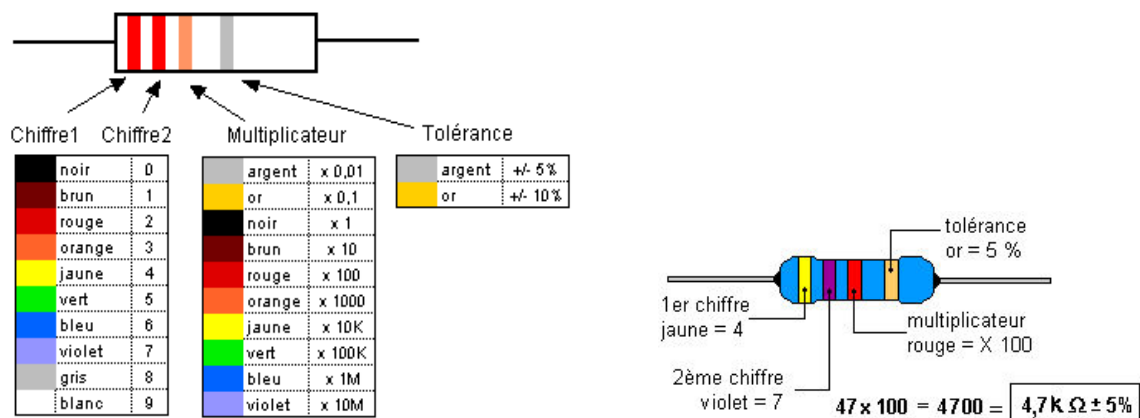 Chiffre1 Chiffre2 Multiplicateur Tolérance
noir 0
brun 1
rouge 2
orange 3
jaune 4
vert 5
bleu 6
violet 7
gris 8
blanc 9
argent x 0,01
or x 0,1
noir x 1
brun x 10
rouge x 100
orange x 1000
jaune x 10K
vert x 100K
bleu x 1M
violet x 10M
argent +/- 5%
or +/- 10%
tolérance
or = 5 %
1er chiffre
jaune = 4
multiplicateur
rouge = X 100
2ème chiffre
violet = 7
47 x 100 = 4700 = 4,7K Ω ± 5%